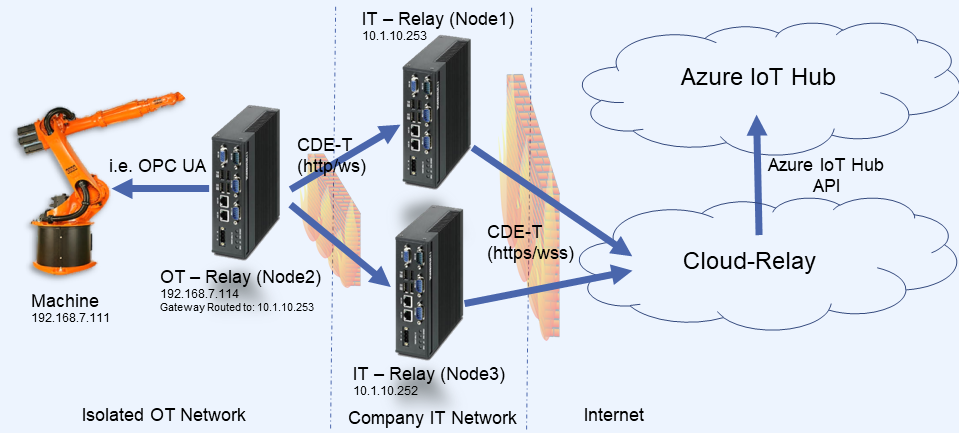 IT – Relay (Node1)
10.1.10.253
Azure IoT Hub
i.e. OPC UA
CDE-T
(http/ws)
Azure IoT Hub
API
CDE-T
(https/wss)
Cloud-Relay
OT – Relay (Node2)
192.168.7.114
Gateway Routed to: 10.1.10.253
Machine
192.168.7.111
IT – Relay (Node3)
10.1.10.252
Isolated OT Network
Company IT Network
Internet